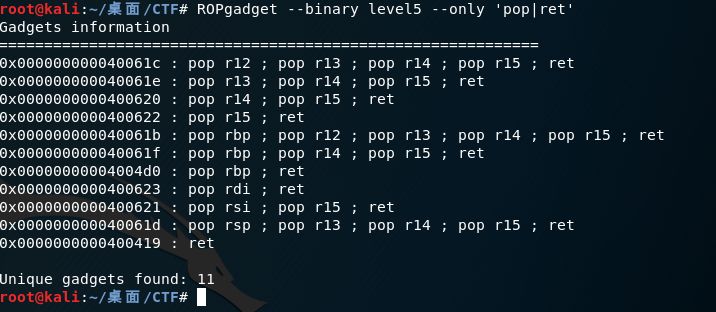 root@kali:~/桌面/CTF# ROPgadget --binary level5 --only 'pop|ret'
Gadgets information
============================================================
0x000000000040061c : pop r12 ; pop r13 ; pop r14 ; pop r15 ; ret
0x000000000040061e : pop r13 ; pop r14 ; pop r15 ; ret
0x0000000000400620 : pop r14 ; pop r15 ; ret
0x0000000000400622 : pop r15 ; ret
0x000000000040061b : pop rbp ; pop r12 ; pop r13 ; pop r14 ; pop r15 ; ret
0x000000000040061f : pop rbp ; pop r14 ; pop r15 ; ret
0x00000000004004d0 : pop rbp ; ret
0x0000000000400623 : pop rdi ; ret
0x0000000000400621 : pop rsi ; pop r15 ; ret
0x000000000040061d : pop rsp ; pop r13 ; pop r14 ; pop r15 ; ret
0x0000000000400419 : ret
Unique gadgets found: 11
root@kali:~/桌面/CTF#